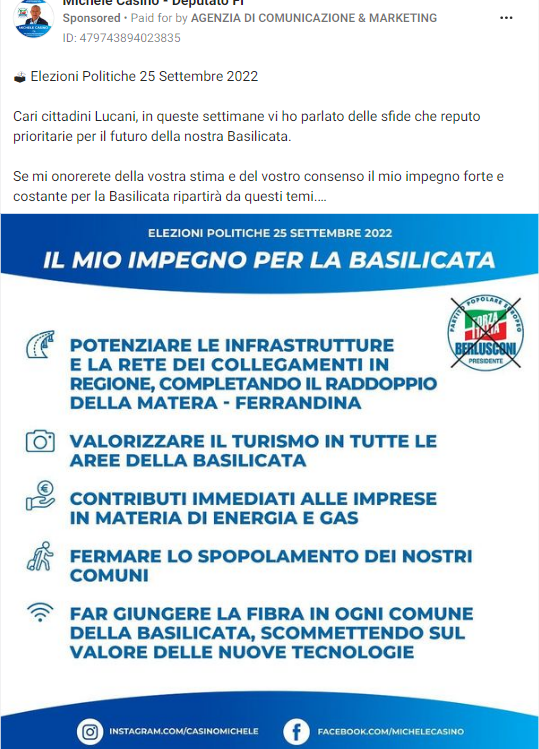 Michele Casino - Deputato FI
Sponsored • Paid for by AGENZIA DI COMUNICAZIONE & MARKETING
ID: 479743894023835
🗳 Elezioni Politiche 25 Settembre 2022
Cari cittadini Lucani, in queste settimane vi ho parlato delle sfide che reputo
prioritarie per il futuro della nostra Basilicata.
Se mi onorerete della vostra stima e del vostro consenso il mio impegno forte e
costante per la Basilicata ripartirà da questi temi....
ELEZIONI POLITICHE 25 SETTEMBRE 2022
IL MIO IMPEGNO PER LA BASILICATA
PARTITO POPOLARE EUROPEO
FORZA
ITALIA
BERLUSCONI
PRESIDENTE
POTENZIARE LE INFRASTRUTTURE
E LA RETE DEI COLLEGAMENTI IN
REGIONE, COMPLETANDO IL RADDOPPIO
DELLA MATERA - FERRANDINA
VALORIZZARE IL TURISMO IN TUTTE LE
AREE DELLA BASILICATA
CONTRIBUTI IMMEDIATI ALLE IMPRESE
IN MATERIA DI ENERGIA E GAS
FERMARE LO SPOPOLAMENTO DEI NOSTRI
COMUNI
FAR GIUNGERE LA FIBRA IN OGNI COMUNE
DELLA BASILICATA, SCOMMETTENDO SUL
VALORE DELLE NUOVE TECNOLOGIE
INSTAGRAM.COM/CASINOMICHELE
FACEBOOK.COM/MICHELECASINO